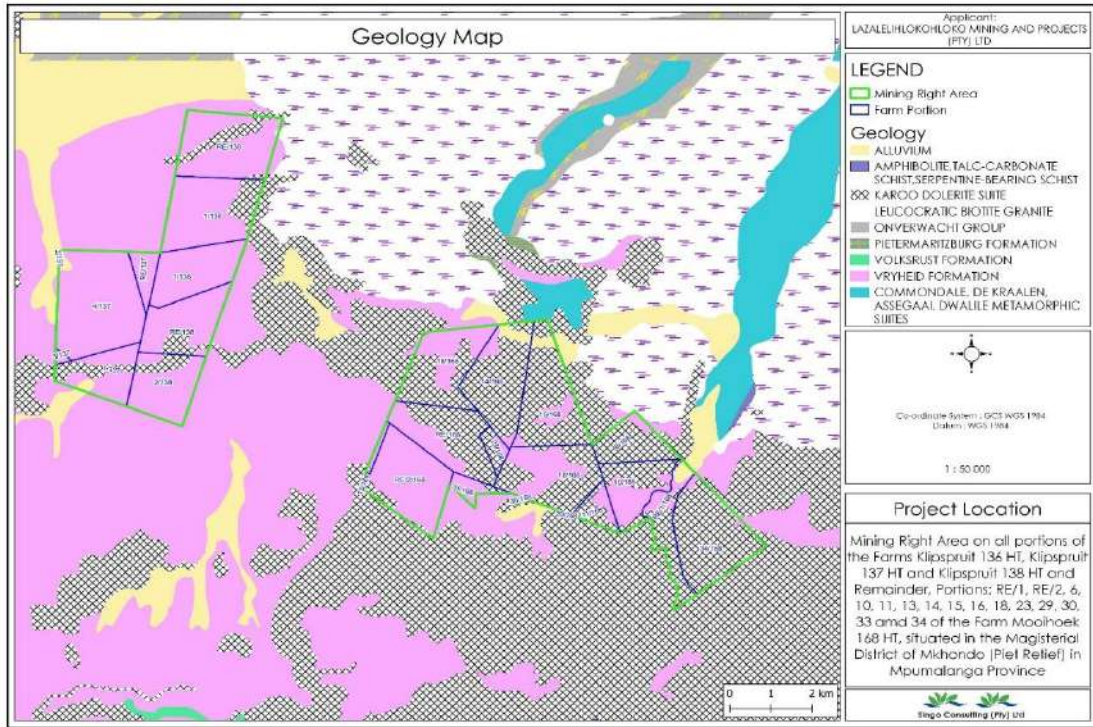 Geology Map
Applicant:
LAZALELIHLOKOHLOKO MINING AND PROJECTS
(PTY) LTD
LEGEND
Mining Right Area
Farm Portion
Geology
ALLUVIUM
AMPHIBOLITE,TALC-CARBONATE
SCHIST,SERPENTINE-BEARING SCHIST
KAROO DOLERITE SUITE
LEUCOCRATIC BIOTITE GRANITE
ONVERWACHT GROUP
PIETERMARITZBURG FORMATION
VOLKSRUST FORMATION
VRYHEID FORMATION
COMMONDALE, DE KRAALEN,
ASSEGAAI, DWALILE METAMORPHIC
SUITES
Co-ordinate System : GCS WGS 1984
Datum : WGS 1984
1 : 50 000
Project Location
Mining Right Area on all portions of
the Farms Klipspruit 136 HT, Klipspruit
137 HT and Klipspruit 138 HT and
Remainder, Portions; RE/1, RE/2, 6,
10, 11, 13, 14, 15, 16, 18, 23, 29, 30,
33 amd 34 of the Farm Mooihoek
168 HT, situated in the Magisterial
District of Mkhondo (Piet Retief) in
Mpumalanga Province
Singo Consulting (Pty) Ltd
RE/136
1/136
RE/137
1/138
4/137
RE/138
2/138
0 1 2 km